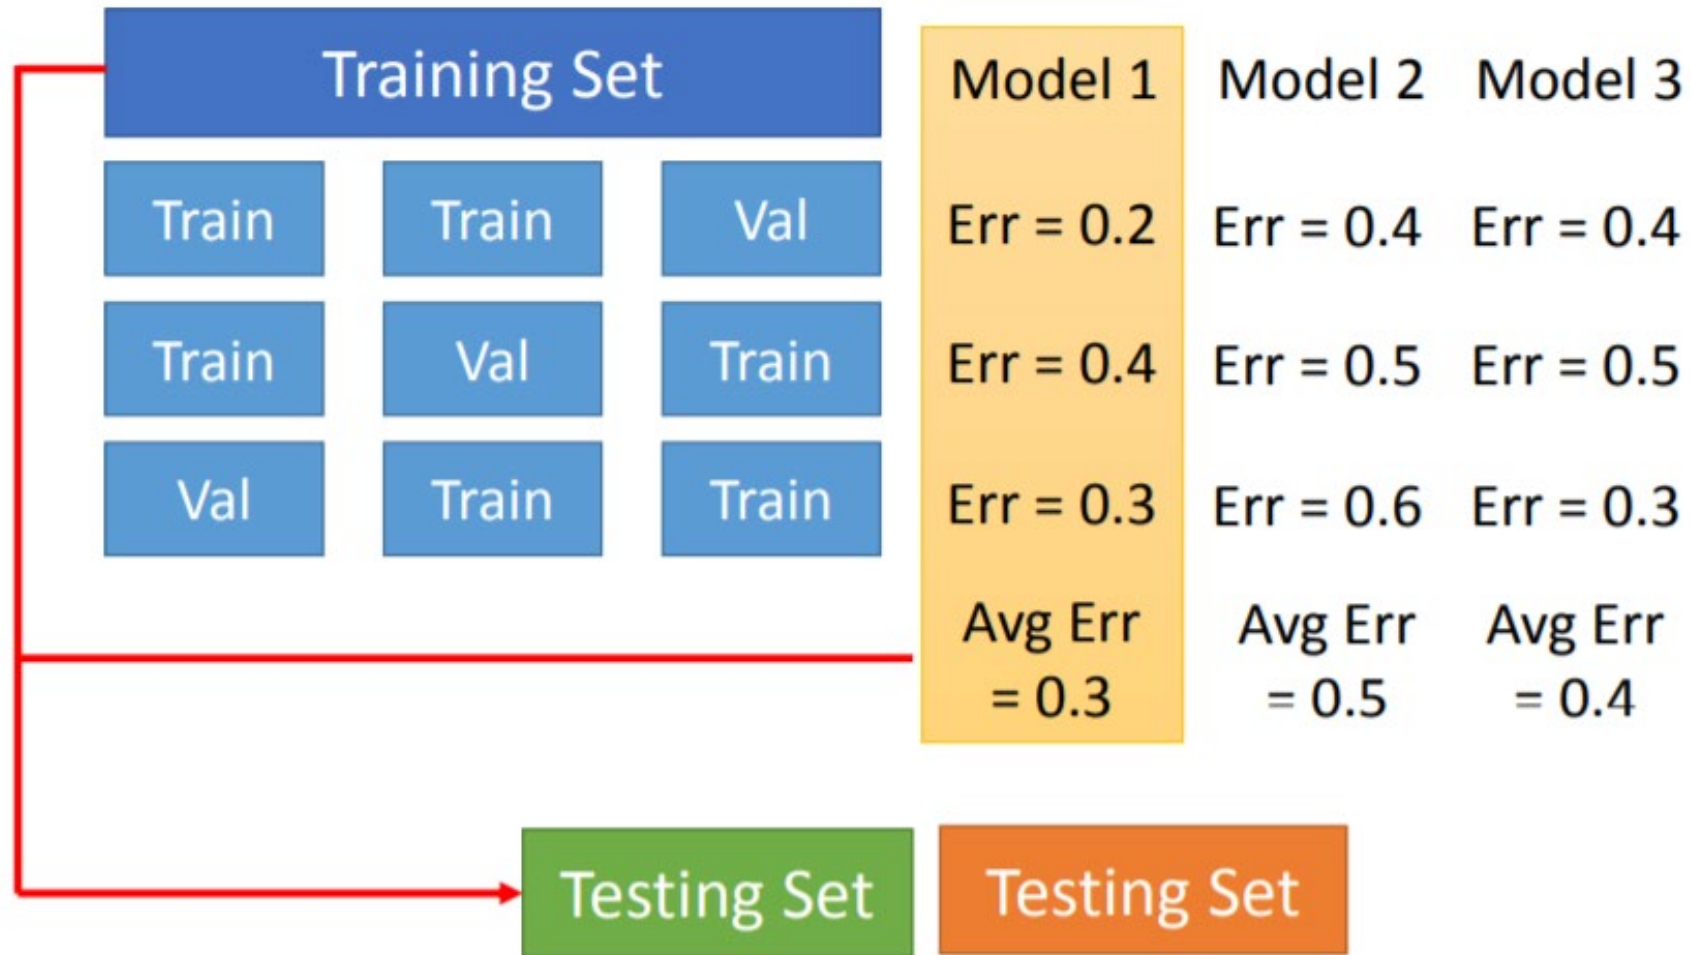 Training Set
Model 1 Model 2 Model 3
Train Train Val
Err = 0.2 Err = 0.4 Err = 0.4
Train Val Train
Err = 0.4 Err = 0.5 Err = 0.5
Val Train Train
Err = 0.3 Err = 0.6 Err = 0.3
Avg Err Avg Err Avg Err
= 0.3 = 0.5 = 0.4
Testing Set Testing Set